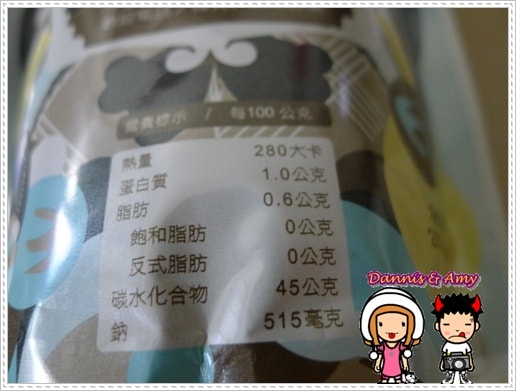 營養標示 / 每100公克
熱量 280大卡
蛋白質 1.0公克
脂肪 0.6公克
飽和脂肪 0公克
反式脂肪 0公克
碳水化合物 45公克
鈉 515毫克
Dannis & Amy